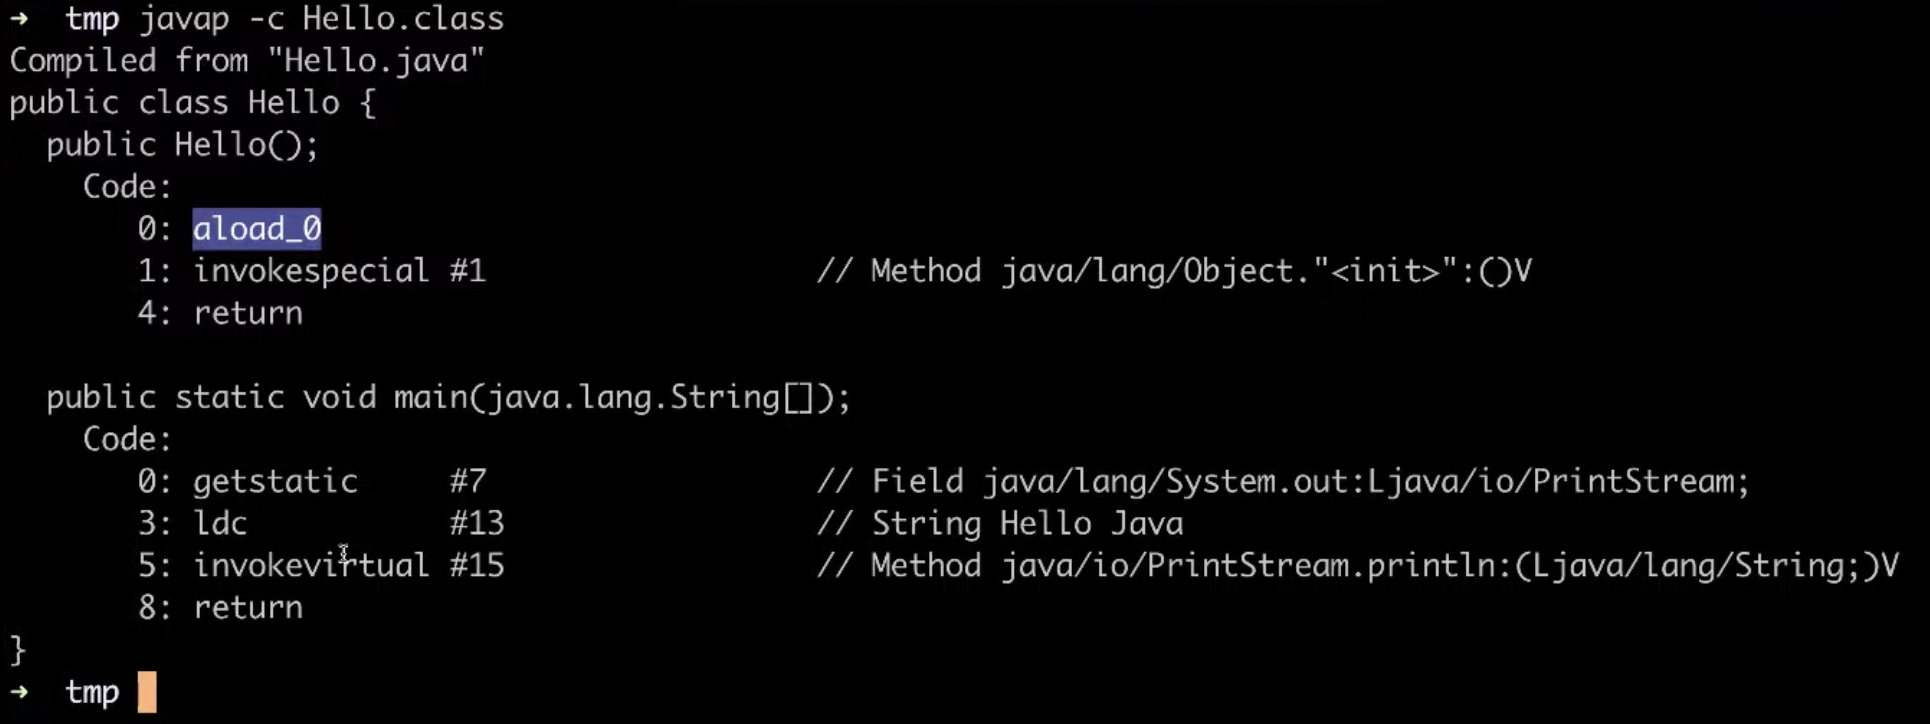 → tmp javap -c Hello.class
Compiled from "Hello.java"
public class Hello {
  public Hello();
    Code:
       0: aload_0
       1: invokespecial #1                  // Method java/lang/Object."<init>":()V
       4: return

  public static void main(java.lang.String[]);
    Code:
       0: getstatic     #7                  // Field java/lang/System.out:Ljava/io/PrintStream;
       3: ldc           #13                 // String Hello Java
       5: invokevirtual #15                 // Method java/io/PrintStream.println:(Ljava/lang/String;)V
       8: return
}
→ tmp